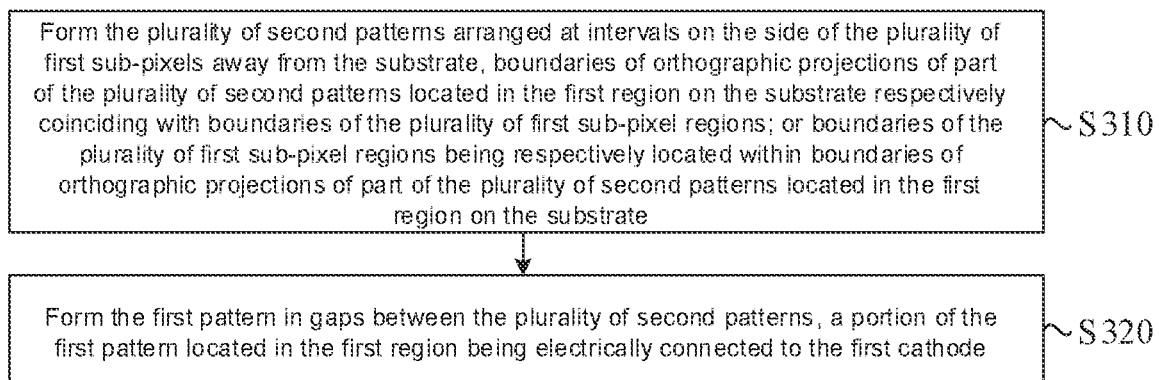 Form the plurality of second patterns arranged at intervals on the side of the plurality of
first sub-pixels away from the substrate, boundaries of orthographic projections of part
of the plurality of second patterns located in the first region on the substrate respectively
coinciding with boundaries of the plurality of first sub-pixel regions; or boundaries of the
plurality of first sub-pixel regions being respectively located within boundaries of
orthographic projections of part of the plurality of second patterns located in the first
region on the substrate
S310
Form the first pattern in gaps between the plurality of second patterns, a portion of the
first pattern located in the first region being electrically connected to the first cathode
S320